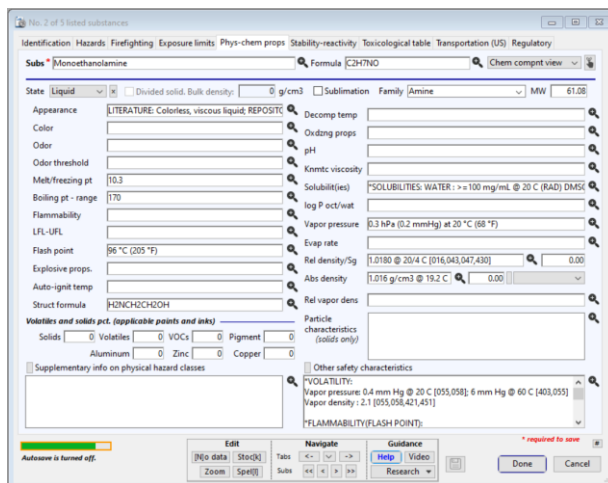 No. 2 of 5 listed substances
Identification Hazards Firefighting Exposure limits Phys-chem props Stability-reactivity Toxicological table Transportation (US) Regulatory
Subs * Monoethanolamine Formula C2H7NO Chem compnt view
State Liquid Divided solid. Bulk density: 0 g/cm3 Sublimation Family Amine MW 61.08
Appearance LITERATURE: Colorless, viscous liquid; REPOSITO
Color
Odor
Odor threshold
Melt/freezing pt 10.3
Boiling pt - range 170
Flammability
LFL-UFL
Flash point 96 °C (205 °F)
Explosive props.
Auto-ignit temp
Struct formula H2NCH2CH2OH
Volatiles and solids pct. (applicable paints and inks)
Solids 0 Volatiles 0 VOCs 0 Pigment 0
Aluminum 0 Zinc 0 Copper 0
Supplementary info on physical hazard classes
Decomp temp
Oxdzng props
pH
Knmtc viscosity
Solubilit(ies) *SOLUBILITIES: WATER : >=100 mg/mL @ 20 C (RAD) DMSO
log P oct/wat
Vapor pressure 0.3 hPa (0.2 mmHg) at 20 °C (68 °F)
Evap rate
Rel density/Sg 1.0180 @ 20/4 C [016,043,047,430] 0.00
Abs density 1.016 g/cm3 @ 19.2 C 0.00
Rel vapor dens
Particle
characteristics
(solids only)
Other safety characteristics
*VOLATILITY:
Vapor pressure: 0.4 mm Hg @ 20 C [055,058]; 6 mm Hg @ 60 C [403,055]
Vapor density : 2.1 [055,058,421,451]
*FLAMMABILITY(FLASH POINT):
* required to save #
Autosave is turned off.
Edit
[N]o data Stoc[k]
Zoom Spel[l]
Navigate
Tabs <- ->
Subs << < > >>
Guidance
Help Video
Research
Done Cancel